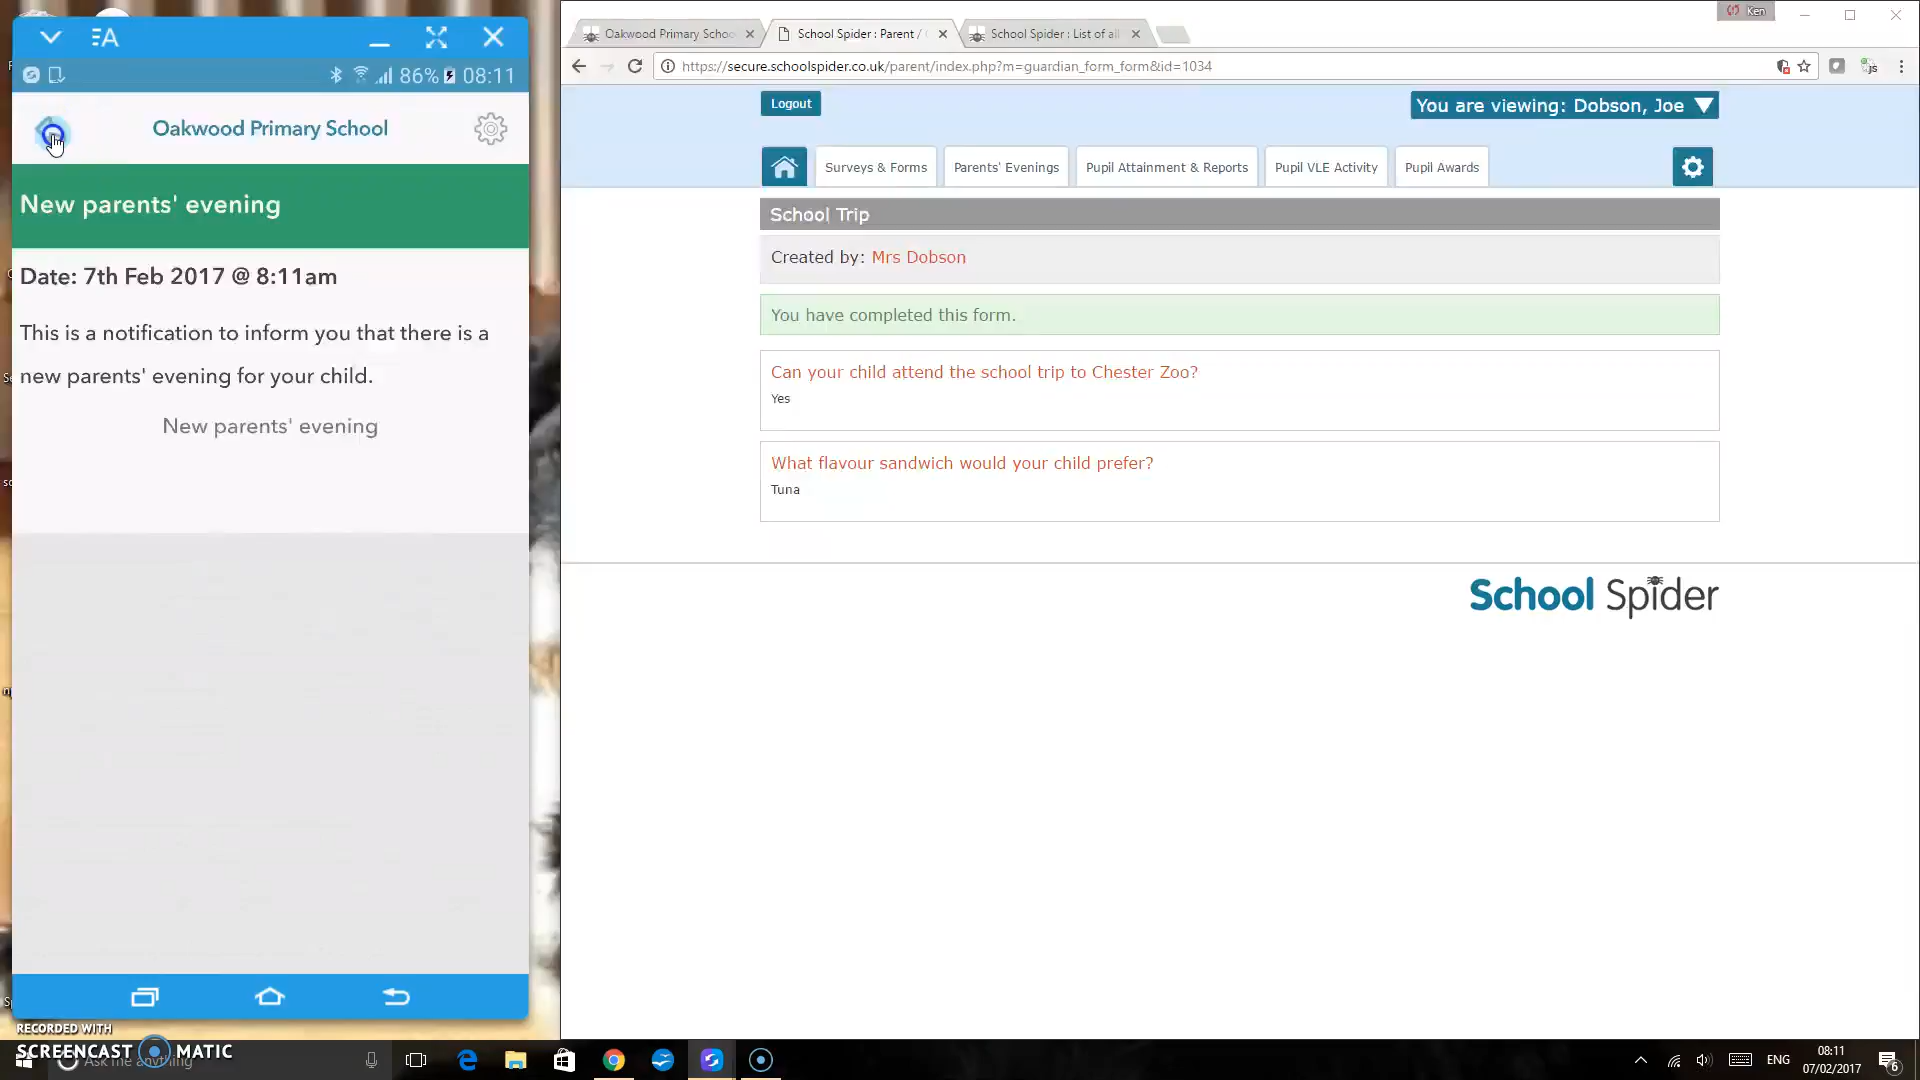 86% 08:11
Oakwood Primary School
New parents' evening
Date: 7th Feb 2017 @ 8:11am
This is a notification to inform you that there is a
new parents' evening for your child.
New parents' evening
RECORDED WITH
SCREENCAST MATIC
Ask me anything
Ken
Oakwood Primary Schoo
School Spider : Parent /
School Spider : List of all
https://secure.schoolspider.co.uk/parent/index.php?m=guardian_form_form&id=1034
Logout
You are viewing: Dobson, Joe
Surveys & Forms
Parents' Evenings
Pupil Attainment & Reports
Pupil VLE Activity
Pupil Awards
School Trip
Created by: Mrs Dobson
You have completed this form.
Can your child attend the school trip to Chester Zoo?
Yes
What flavour sandwich would your child prefer?
Tuna
School Spider
ENG
08:11
07/02/2017
6